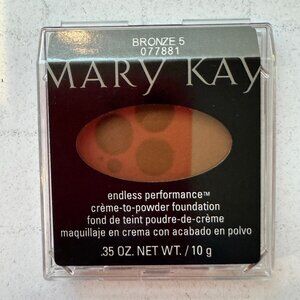 BRONZE 5
077881
MARY KAY
endless performance™
crème-to-powder foundation
fond de teint poudre-de-crème
maquillaje en crema con acabado en polvo
.35 OZ. NET WT. / 10 g